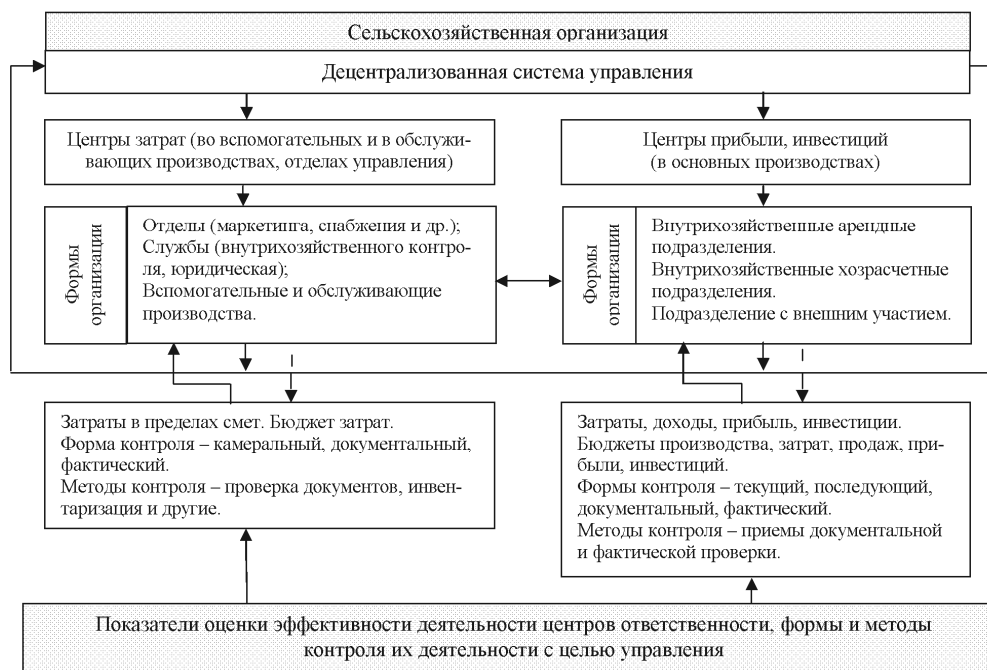 Сельскохозяйственная организация
Децентрализованная система управления
Центры затрат (во вспомогательных и в обслужи-
вающих производствах, отделах управления)
Центры прибыли, инвестиций
(в основных производствах)
Формы
организации
Отделы (маркетинга, снабжения и др.);
Службы (внутрихозяйственного контро-
ля, юридическая);
Вспомогательные и обслуживающие
производства.
Формы
организации
Внутрихозяйственные арендные
подразделения.
Внутрихозяйственные хозрасчетные
подразделения.
Подразделение с внешним участием.
Затраты в пределах смет. Бюджет затрат.
Форма контроля – камеральный, документальный,
фактический.
Методы контроля – проверка документов, инвен-
таризация и другие.
Затраты, доходы, прибыль, инвестиции.
Бюджеты производства, затрат, продаж, при-
были, инвестиций.
Формы контроля – текущий, последующий,
документальный, фактический.
Методы контроля – приемы документальной
и фактической проверки.
Показатели оценки эффективности деятельности центров ответственности, формы и методы
контроля их деятельности с целью управления